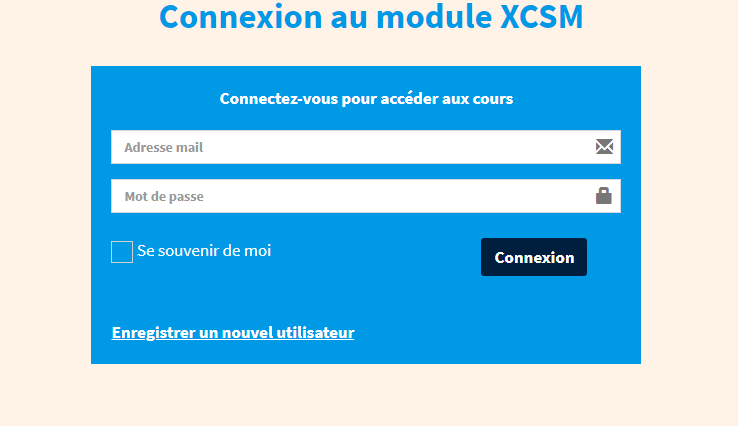 Connexion au module XCSM
Connectez-vous pour accéder aux cours
Adresse mail
Mot de passe
Se souvenir de moi
Connexion
Enregistrer un nouvel utilisateur